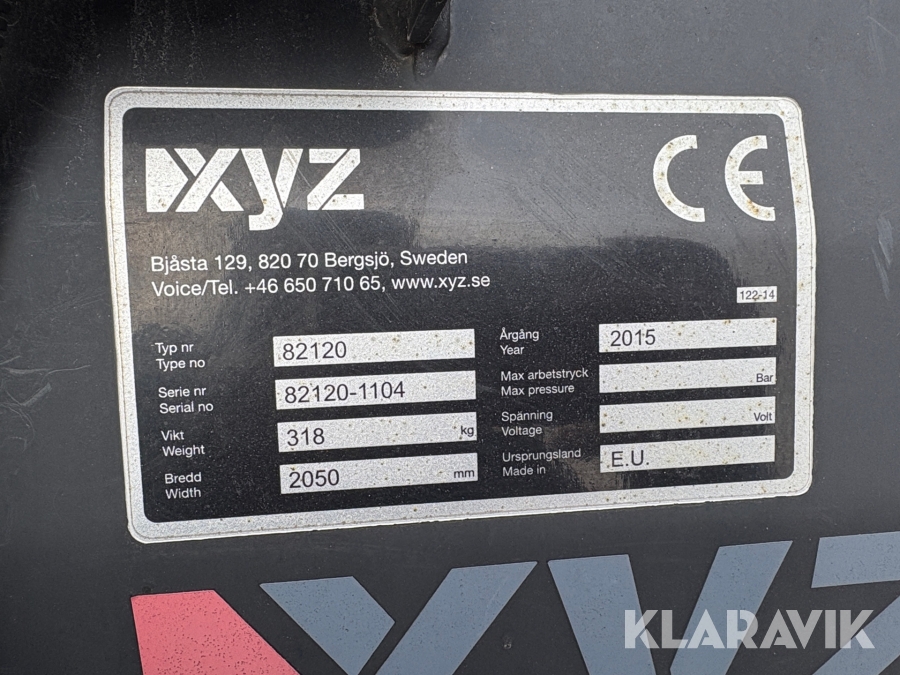 xyz
CE
Bjåsta 129, 820 70 Bergsjö, Sweden
Voice/Tel. +46 650 710 65, www.xyz.se
122-14
Typ nr
Type no
82120
Serie nr
Serial no
82120-1104
Vikt
Weight
318 kg
Bredd
Width
2050 mm
Årgång
Year
2015
Max arbetstryck
Max pressure
Bar
Spänning
Voltage
Volt
Ursprungsland
Made in
E.U.
XYZ
KLARAVIK